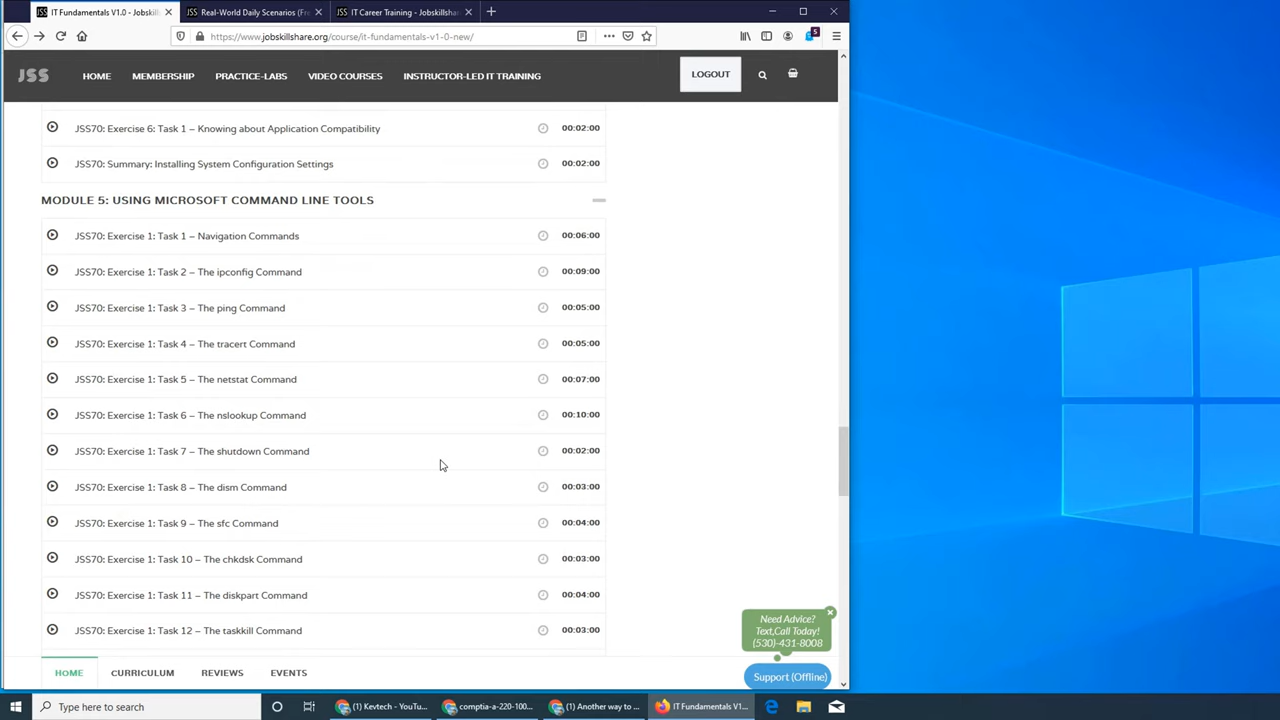 IT Fundamentals V1.0 - Jobskill
Real-World Daily Scenarios (Fr
IT Career Training - Jobskillshare
https://www.jobskillshare.org/course/it-fundamentals-v1-0-new/
5
JSS
HOME
MEMBERSHIP
PRACTICE-LABS
VIDEO COURSES
INSTRUCTOR-LED IT TRAINING
LOGOUT
JSS70: Exercise 6: Task 1 – Knowing about Application Compatibility 00:02:00
JSS70: Summary: Installing System Configuration Settings 00:02:00
MODULE 5: USING MICROSOFT COMMAND LINE TOOLS
JSS70: Exercise 1: Task 1 – Navigation Commands 00:06:00
JSS70: Exercise 1: Task 2 – The ipconfig Command 00:09:00
JSS70: Exercise 1: Task 3 – The ping Command 00:05:00
JSS70: Exercise 1: Task 4 – The tracert Command 00:05:00
JSS70: Exercise 1: Task 5 – The netstat Command 00:07:00
JSS70: Exercise 1: Task 6 – The nslookup Command 00:10:00
JSS70: Exercise 1: Task 7 – The shutdown Command 00:02:00
JSS70: Exercise 1: Task 8 – The dism Command 00:03:00
JSS70: Exercise 1: Task 9 – The sfc Command 00:04:00
JSS70: Exercise 1: Task 10 – The chkdsk Command 00:03:00
JSS70: Exercise 1: Task 11 – The diskpart Command 00:04:00
JSS70: Exercise 1: Task 12 – The taskkill Command 00:03:00
Need Advice?
Text,Call Today!
(530)-431-8008
Support (Offline)
HOME
CURRICULUM
REVIEWS
EVENTS
Type here to search
(1) Kevtech - YouTu...
comptia-a-220-100...
(1) Another way to ...
IT Fundamentals V1...